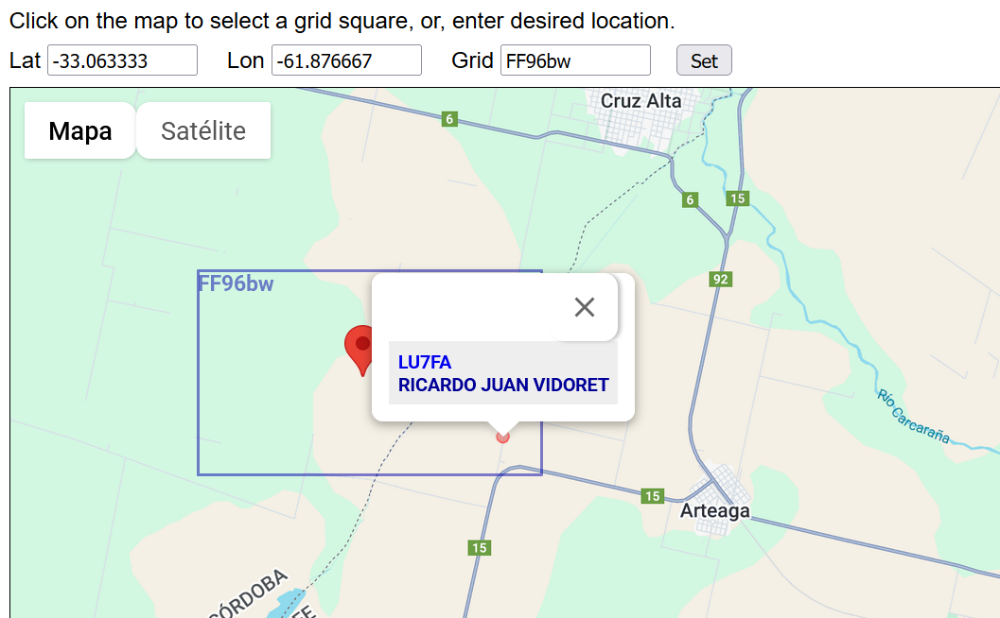 Click on the map to select a grid square, or, enter desired location.
Lat -33.063333 Lon -61.876667 Grid FF96bw Set
Mapa Satélite
Cruz Alta
6
6
15
92
FF96bw
LU7FA
RICARDO JUAN VIDORET
Río Carcaraña
15
Arteaga
15
CÓRDOBA
FE